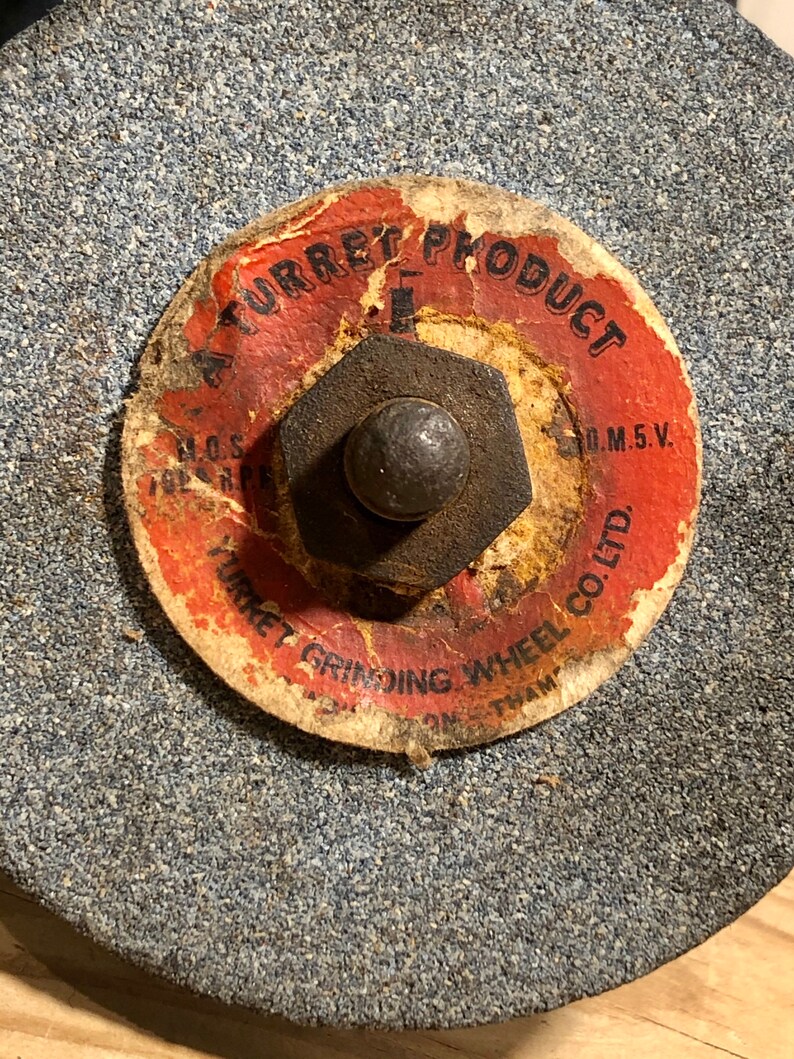 A TURRET PRODUCT
M.O.S.
D.M.5.V.
TURRET GRINDING WHEEL CO.LTD.